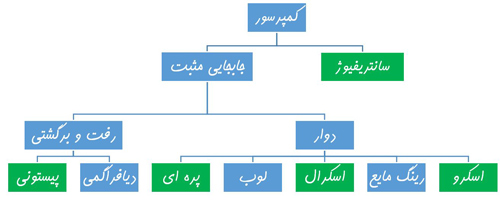 کمپرسور
سانتریفیوژ
جابجایی مثبت
دوار
رفت و برگشتی
اسکرو
رینگ مایع
اسکرال
لوب
پره ای
دیافراگمی
پیستونی